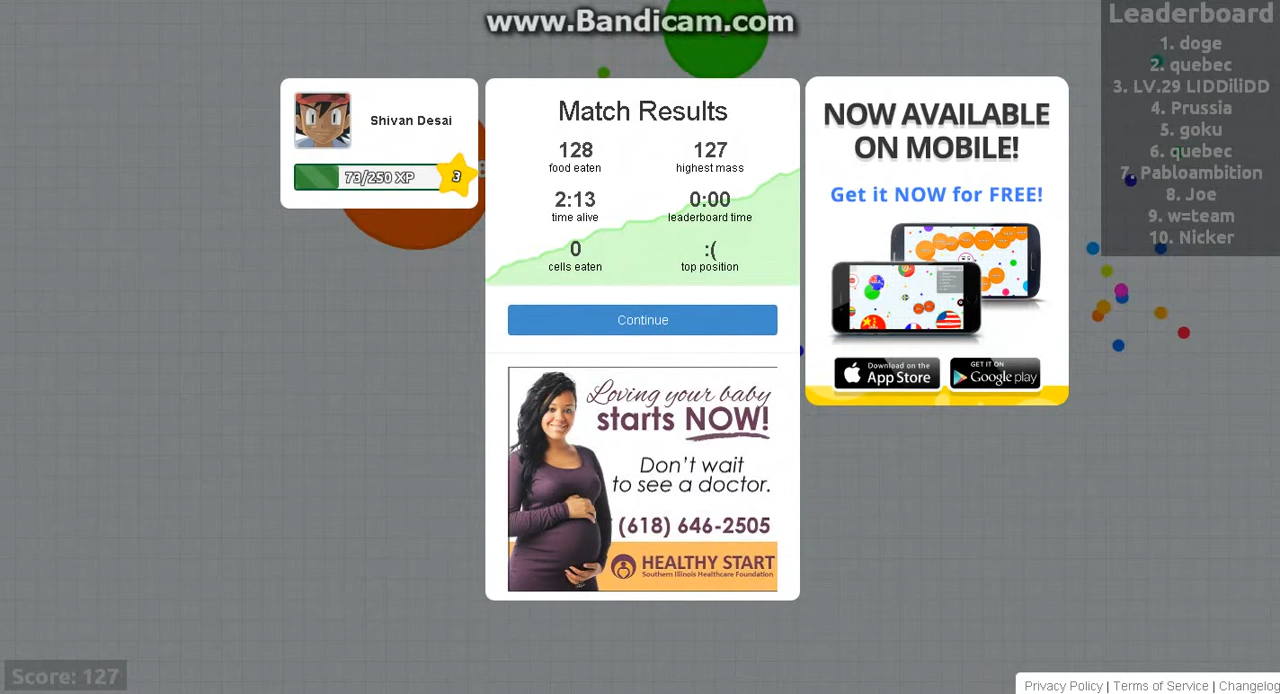 www.Bandicam.com
Shivan Desai
73/250 XP
3
Match Results
128
food eaten
127
highest mass
2:13
time alive
0:00
leaderboard time
0
cells eaten
:(
top position
Continue
Loving your baby
starts NOW!
Don't wait
to see a doctor.
(618) 646-2505
HEALTHY START
Southern Illinois Healthcare Foundation
NOW AVAILABLE
ON MOBILE!
Get it NOW for FREE!
Download on the
App Store
GET IT ON
Google play
Leaderboard
1. doge
2. quebec
3. LV.29 LIDDiliDD
4. Prussia
5. goku
6. quebec
7. Pabloambition
8. Joe
9. w=team
10. Nicker
Score: 127
Privacy Policy | Terms of Service | Changelog